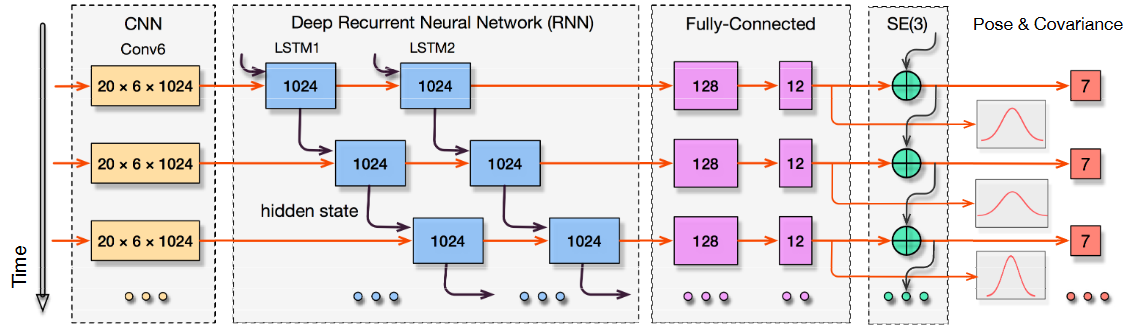 CNN
Deep Recurrent Neural Network (RNN)
Fully-Connected
SE(3)
Pose & Covariance
Conv6
LSTM1
LSTM2
20 × 6 × 1024
1024
1024
128
12
7
20 × 6 × 1024
1024
1024
128
12
7
hidden state
20 × 6 × 1024
1024
1024
128
12
7
Time